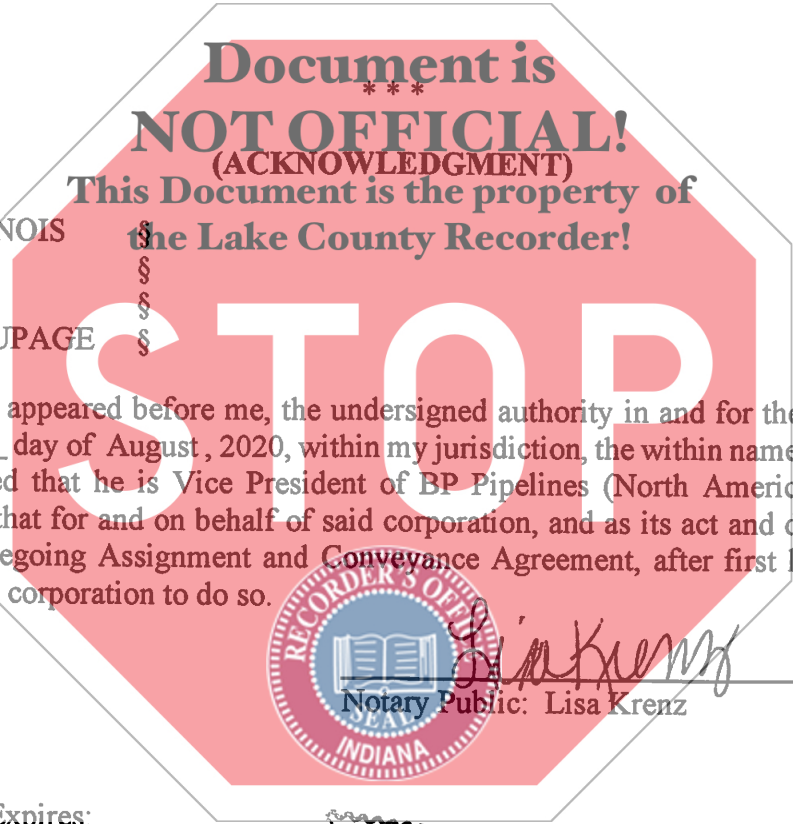 Document is
* * *
NOT OFFICIAL!
(ACKNOWLEDGMENT)
This Document is the property of
NOIS §
the Lake County Recorder!
§
§
UPAGE §
STOP
appeared before me, the undersigned authority in and for the
day of August, 2020, within my jurisdiction, the within name
ed that he is Vice President of BP Pipelines (North Americ
hat for and on behalf of said corporation, and as its act and
egoing Assignment and Conveyance Agreement, after first
corporation to do so.
RECORDER'S OFFICE
SEAL
INDIANA
Lisa Krenz
Notary Public: Lisa Krenz
Expires: